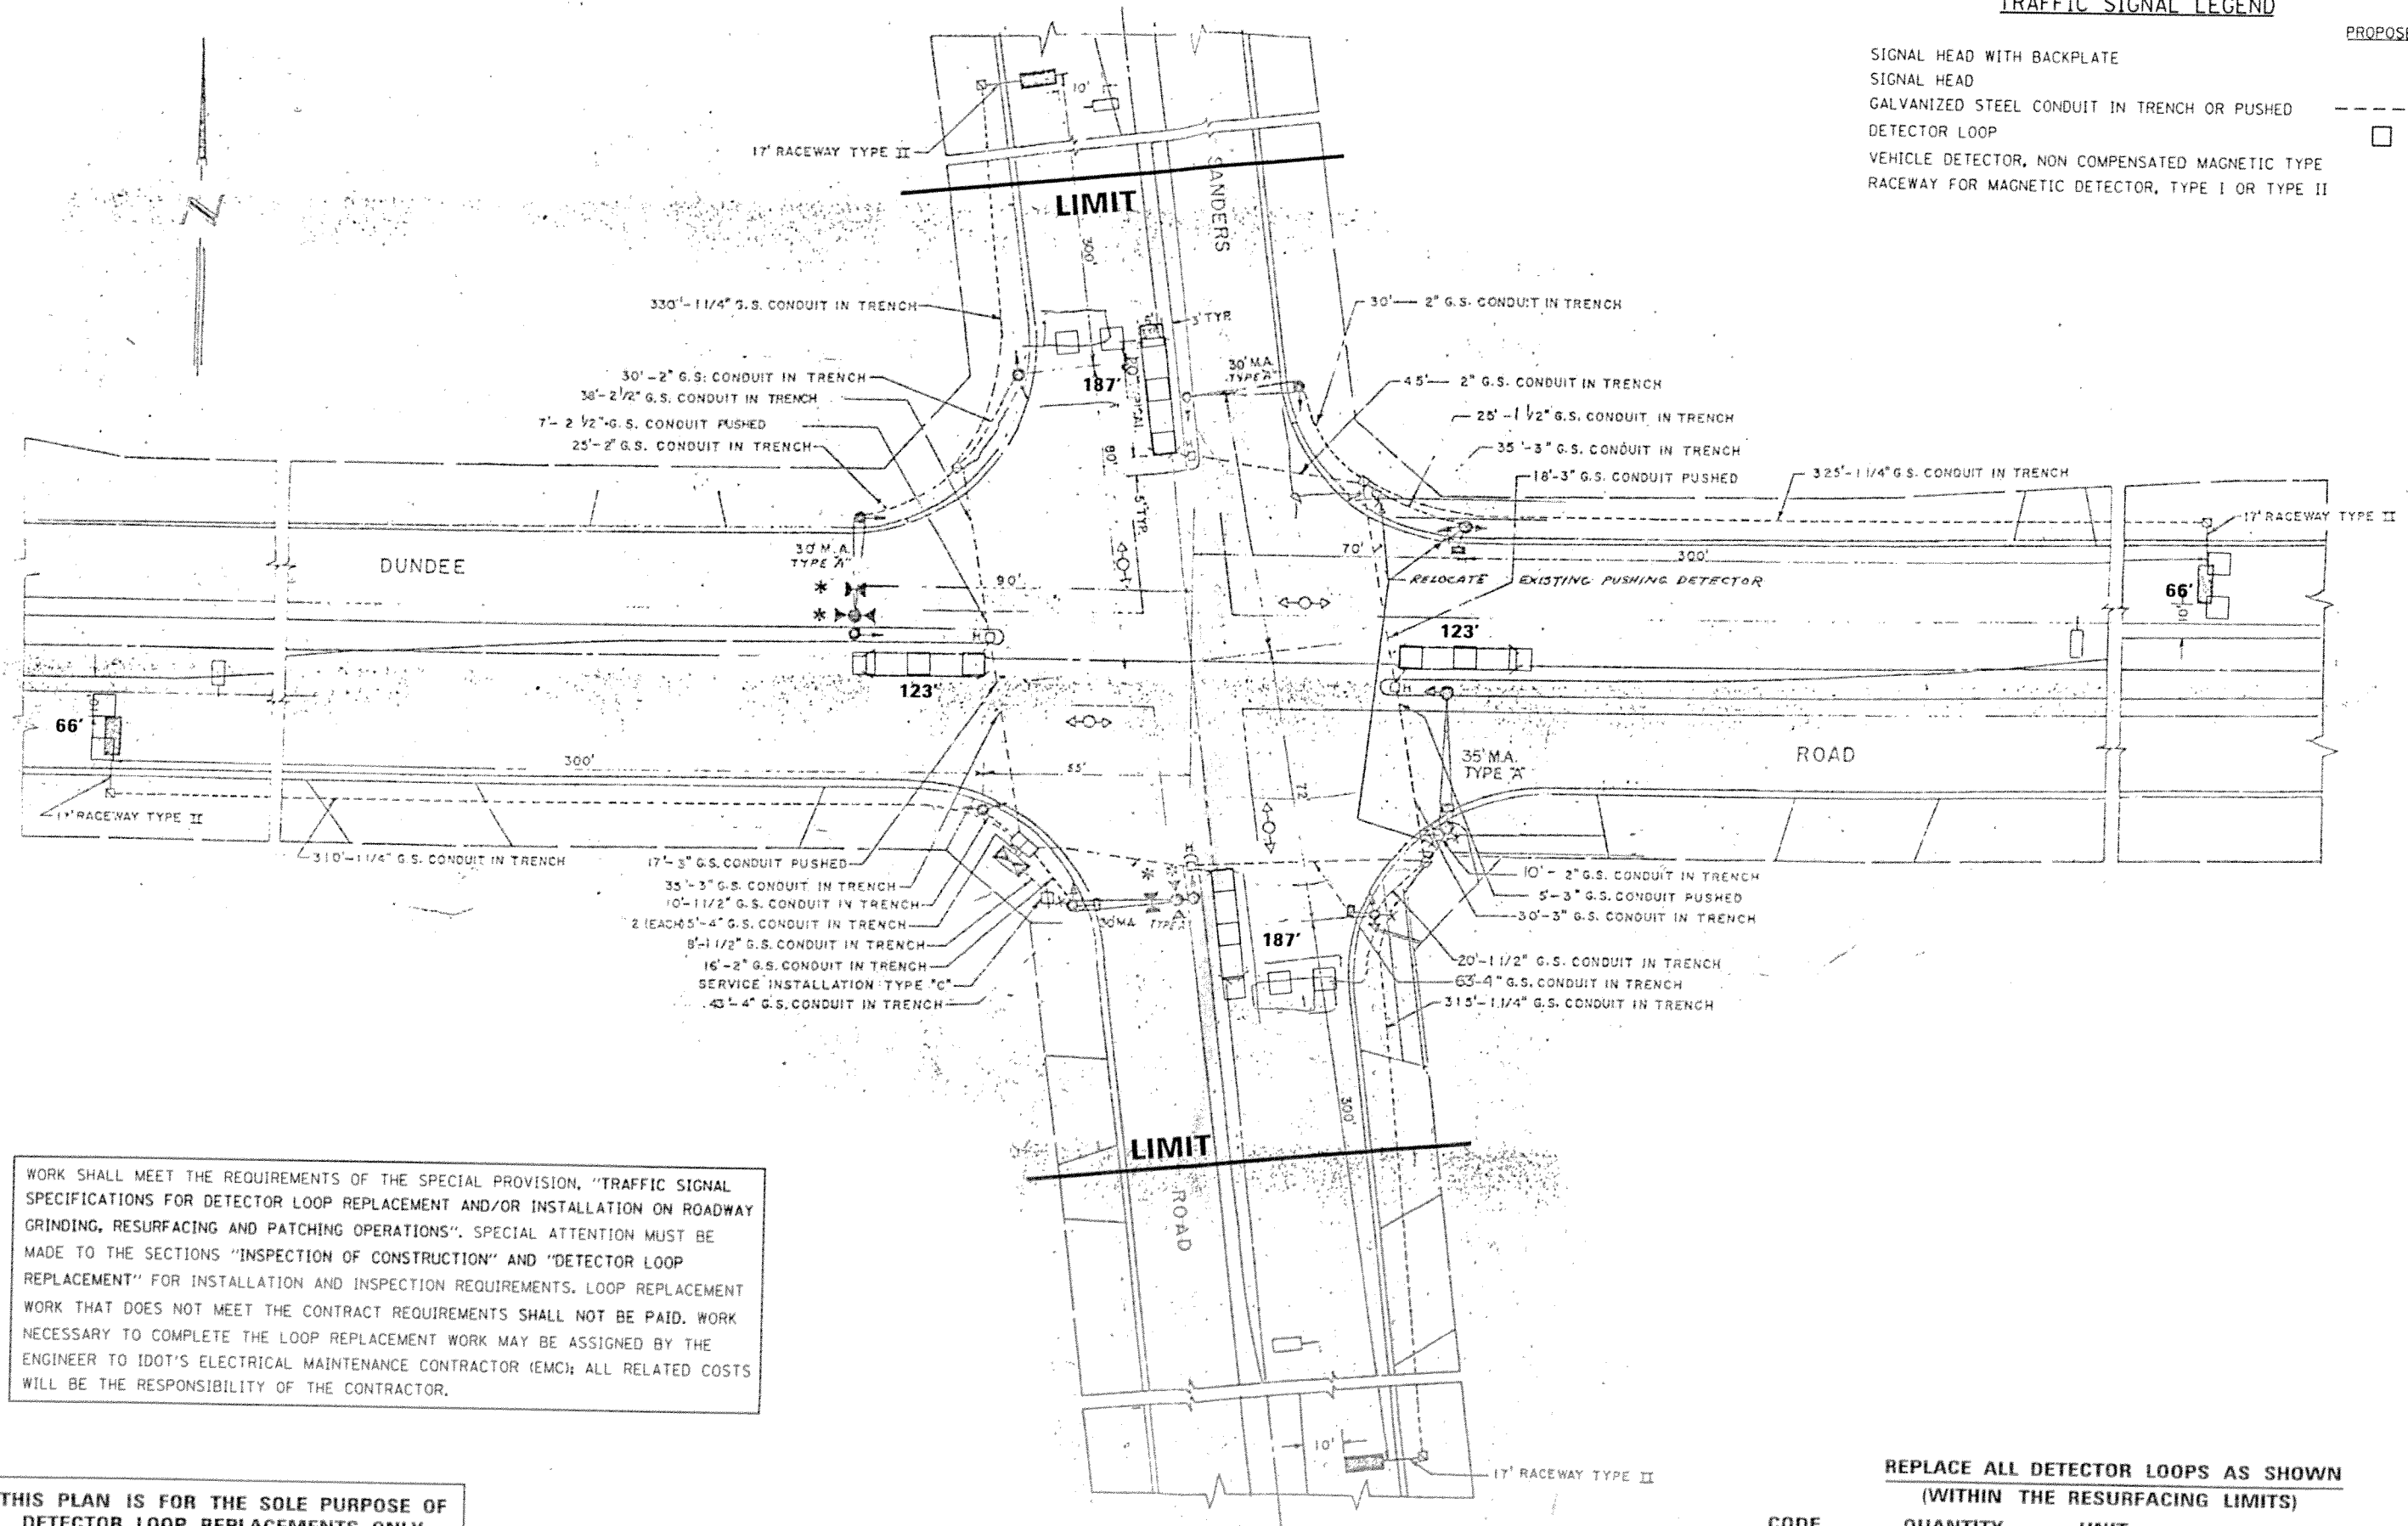 TRAFFIC SIGNAL LEGEND
PROPOSE
SIGNAL HEAD WITH BACKPLATE
SIGNAL HEAD
GALVANIZED STEEL CONDUIT IN TRENCH OR PUSHED
DETECTOR LOOP
VEHICLE DETECTOR, NON COMPENSATED MAGNETIC TYPE
RACEWAY FOR MAGNETIC DETECTOR, TYPE I OR TYPE II
N
10'
17' RACEWAY TYPE II
LIMIT
SANDERS
300'
330'-1 1/4" G.S. CONDUIT IN TRENCH
30'-2" G.S. CONDUIT IN TRENCH
38'-2 1/2" G.S. CONDUIT IN TRENCH
7'- 2 1/2" G.S. CONDUIT PUSHED
25'-2" G.S. CONDUIT IN TRENCH
187'
3' TYP.
30' M.A.
TYPE "A"
80'
5' TYP.
30'— 2" G.S. CONDUIT IN TRENCH
45'— 2" G.S. CONDUIT IN TRENCH
25'-1 1/2" G.S. CONDUIT IN TRENCH
35'-3" G.S. CONDUIT IN TRENCH
18'-3" G.S. CONDUIT PUSHED
325'-1 1/4" G.S. CONDUIT IN TRENCH
17' RACEWAY TYPE II
DUNDEE
30' M.A.
TYPE "A"
*
*
90'
H
70'
300'
RELOCATE EXISTING PUSHING DETECTOR
66'
10'
123'
123'
H
66'
300'
55'
72'
35' M.A.
TYPE "A"
ROAD
17' RACEWAY TYPE II
310'-1 1/4" G.S. CONDUIT IN TRENCH
17'-3" G.S. CONDUIT PUSHED
35'-3" G.S. CONDUIT IN TRENCH
10'-1 1/2" G.S. CONDUIT IN TRENCH
2 (EACH) 5'-4" G.S. CONDUIT IN TRENCH
8'-1 1/2" G.S. CONDUIT IN TRENCH
16'-2" G.S. CONDUIT IN TRENCH
SERVICE INSTALLATION TYPE "C"
43'-4" G.S. CONDUIT IN TRENCH
*
*
H
30' M.A. TYPE "A"
187'
10'- 2" G.S. CONDUIT IN TRENCH
5'-3" G.S. CONDUIT PUSHED
30'-3" G.S. CONDUIT IN TRENCH
20'-1 1/2" G.S. CONDUIT IN TRENCH
63'-4" G.S. CONDUIT IN TRENCH
315'-1 1/4" G.S. CONDUIT IN TRENCH
300'
LIMIT
ROAD
10'
17' RACEWAY TYPE II
WORK SHALL MEET THE REQUIREMENTS OF THE SPECIAL PROVISION, "TRAFFIC SIGNAL
SPECIFICATIONS FOR DETECTOR LOOP REPLACEMENT AND/OR INSTALLATION ON ROADWAY
GRINDING, RESURFACING AND PATCHING OPERATIONS". SPECIAL ATTENTION MUST BE
MADE TO THE SECTIONS "INSPECTION OF CONSTRUCTION" AND "DETECTOR LOOP
REPLACEMENT" FOR INSTALLATION AND INSPECTION REQUIREMENTS. LOOP REPLACEMENT
WORK THAT DOES NOT MEET THE CONTRACT REQUIREMENTS SHALL NOT BE PAID. WORK
NECESSARY TO COMPLETE THE LOOP REPLACEMENT WORK MAY BE ASSIGNED BY THE
ENGINEER TO IDOT'S ELECTRICAL MAINTENANCE CONTRACTOR (EMC); ALL RELATED COSTS
WILL BE THE RESPONSIBILITY OF THE CONTRACTOR.
THIS PLAN IS FOR THE SOLE PURPOSE OF
DETECTOR LOOP REPLACEMENTS ONLY
REPLACE ALL DETECTOR LOOPS AS SHOWN
(WITHIN THE RESURFACING LIMITS)
CODE QUANTITY UNIT